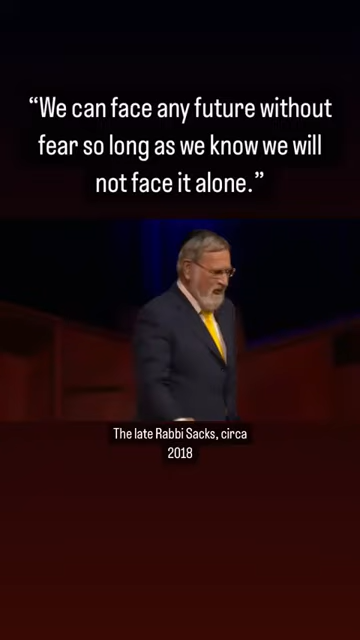 “We can face any future without
fear so long as we know we will
not face it alone.”
The late Rabbi Sacks, circa
2018